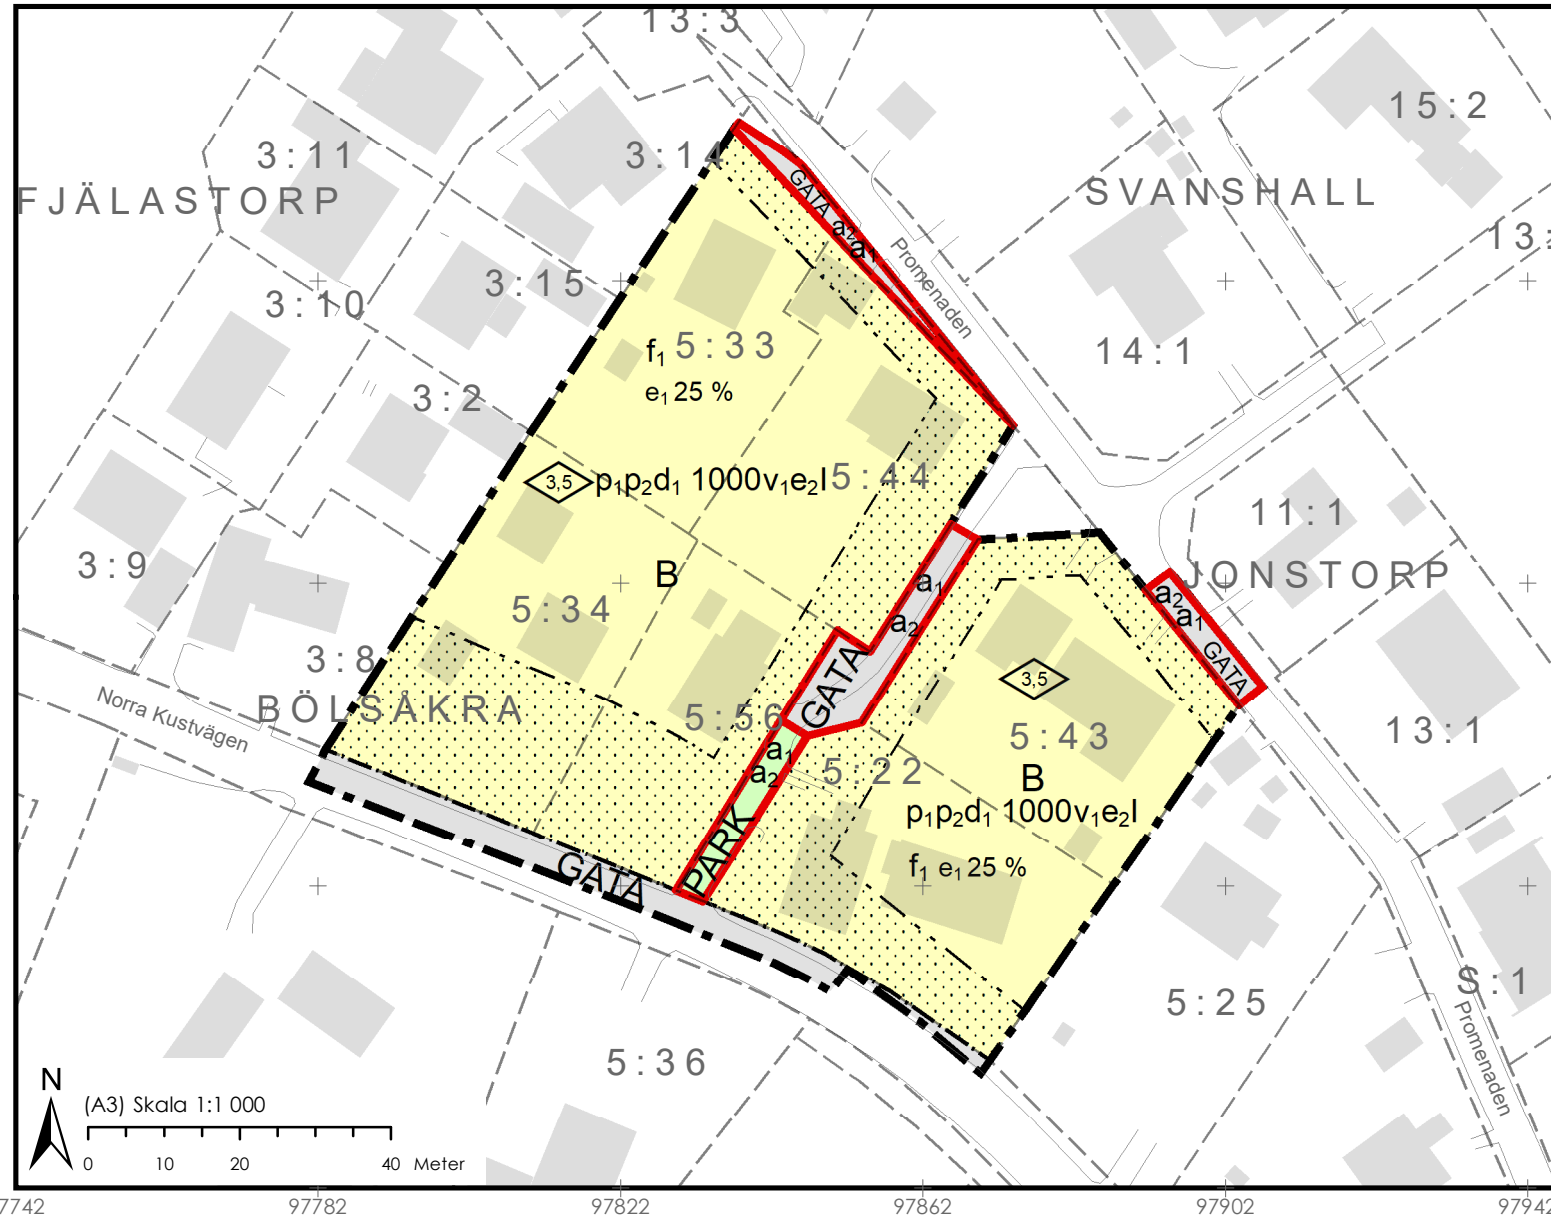 13:3
15:2
3:11
3:14
FJÄLASTORP
SVANSHALL
GATA
a2
a1
Promenaden
3:15
3:10
14:1
f1 5:33
e1 25 %
3:2
3,5 p1p2d1 1000v1e2I 5:44
11:1
3:9
B
a1
JONSTORP
5:34
a2
a2
a1
GATA
3:8
GATA
3,5
Norra Kustvägen
BÖLSÅKRA
5:56
5:43
13:1
a1
a2
5:22
B
p1p2d1 1000v1e2I
PARK
f1 e1 25 %
GATA
5:25
S:1
Promenaden
5:36
N
(A3) Skala 1:1 000
0 10 20 40 Meter
97782 97822 97862 97902